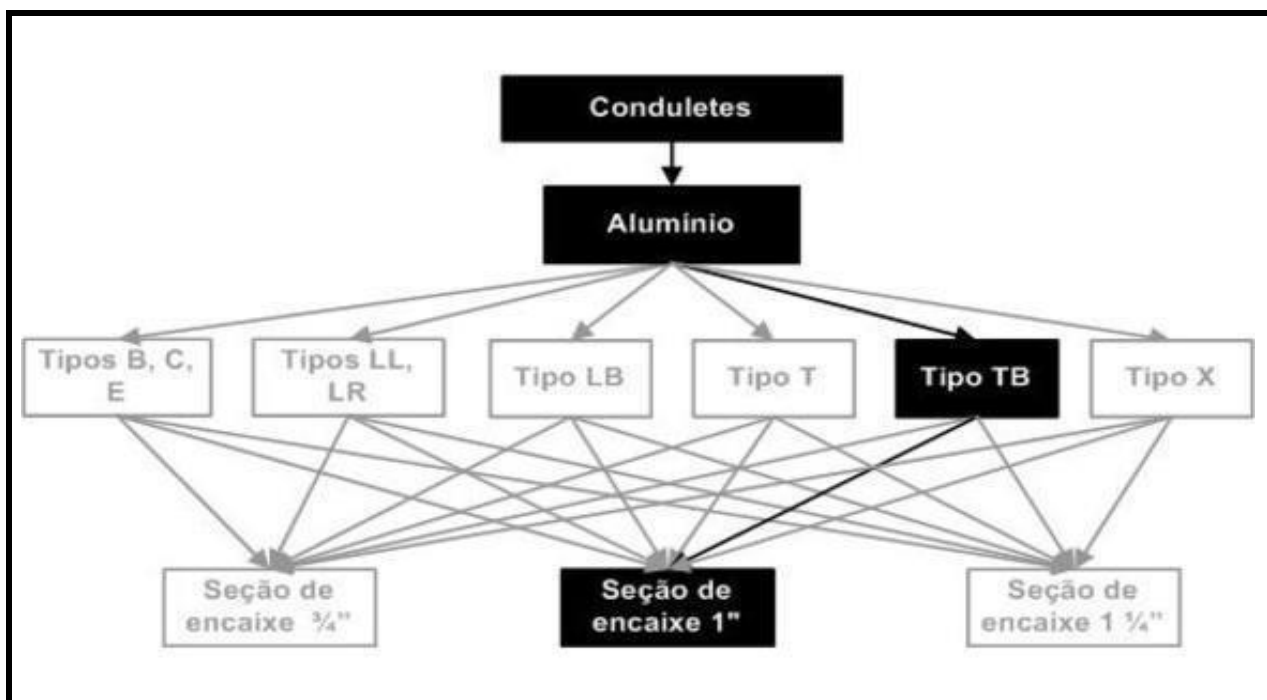 Conduletes
Alumínio
Tipos B, C,
E
Tipos LL,
LR
Tipo LB
Tipo T
Tipo TB
Tipo X
Seção de
encaixe ¾"
Seção de
encaixe 1"
Seção de
encaixe 1 ¼"